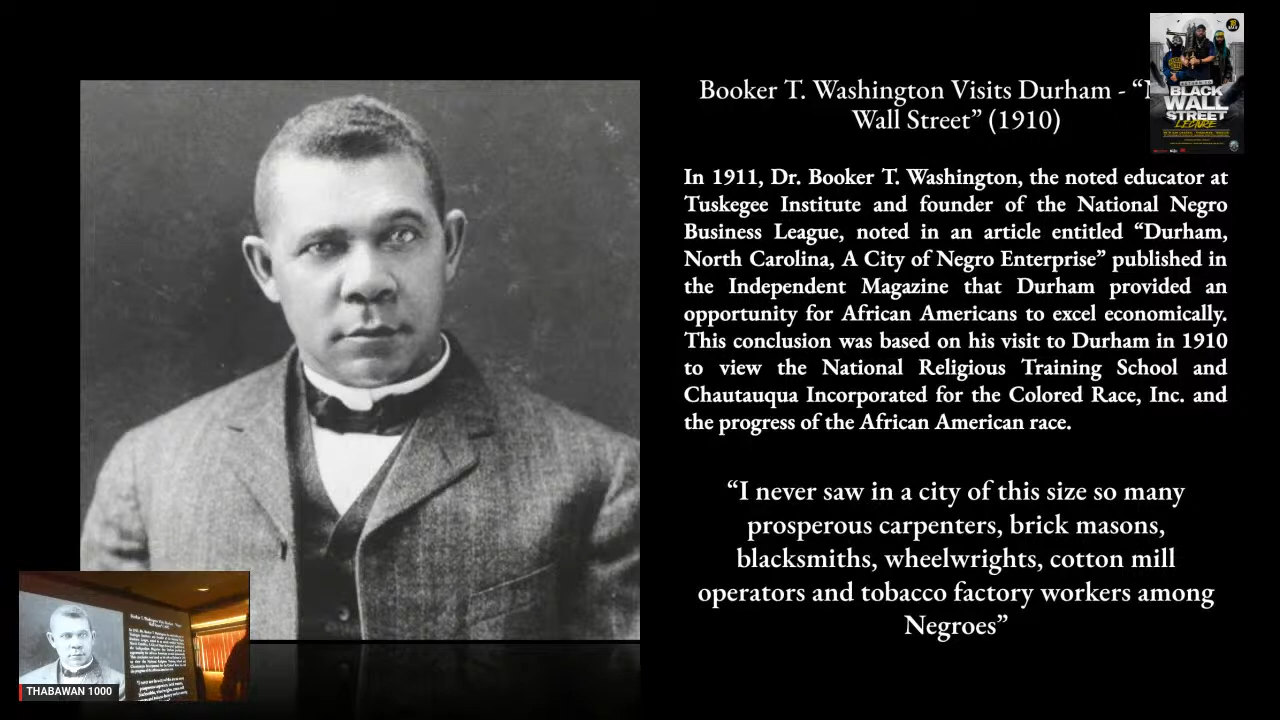 Booker T. Washington Visits Durham - “
Wall Street” (1910)
BLACK
WALL
STREET
LECTURE
In 1911, Dr. Booker T. Washington, the noted educator at
Tuskegee Institute and founder of the National Negro
Business League, noted in an article entitled “Durham,
North Carolina, A City of Negro Enterprise” published in
the Independent Magazine that Durham provided an
opportunity for African Americans to excel economically.
This conclusion was based on his visit to Durham in 1910
to view the National Religious Training School and
Chautauqua Incorporated for the Colored Race, Inc. and
the progress of the African American race.
“I never saw in a city of this size so many
prosperous carpenters, brick masons,
blacksmiths, wheelwrights, cotton mill
operators and tobacco factory workers among
Negroes”
THABAWAN 1000